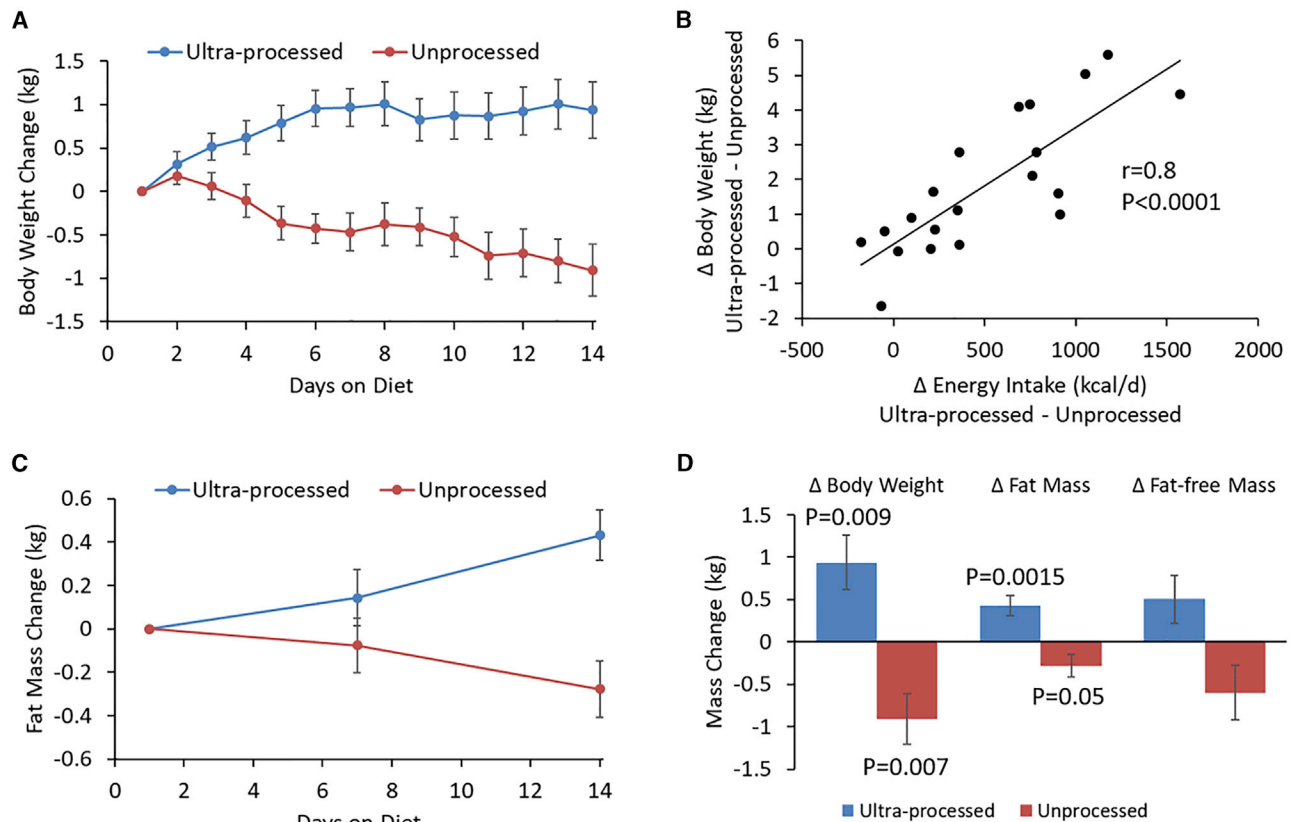 A
Ultra-processed Unprocessed
Body Weight Change (kg)
1.5
1
0.5
0
-0.5
-1
-1.5
0 2 4 6 8 10 12 14
Days on Diet
B
Δ Body Weight (kg)
Ultra-processed - Unprocessed
6
5
4
3
2
1
0
-1
-2
r=0.8
P<0.0001
-500 0 500 1000 1500 2000
Δ Energy Intake (kcal/d)
Ultra-processed - Unprocessed
C
Ultra-processed Unprocessed
Fat Mass Change (kg)
0.6
0.4
0.2
0
-0.2
-0.4
-0.6
0 2 4 6 8 10 12 14
Days on Diet
D
Δ Body Weight Δ Fat Mass Δ Fat-free Mass
Mass Change (kg)
1.5
1
0.5
0
-0.5
-1
-1.5
P=0.009
P=0.0015
P=0.05
P=0.007
Ultra-processed Unprocessed